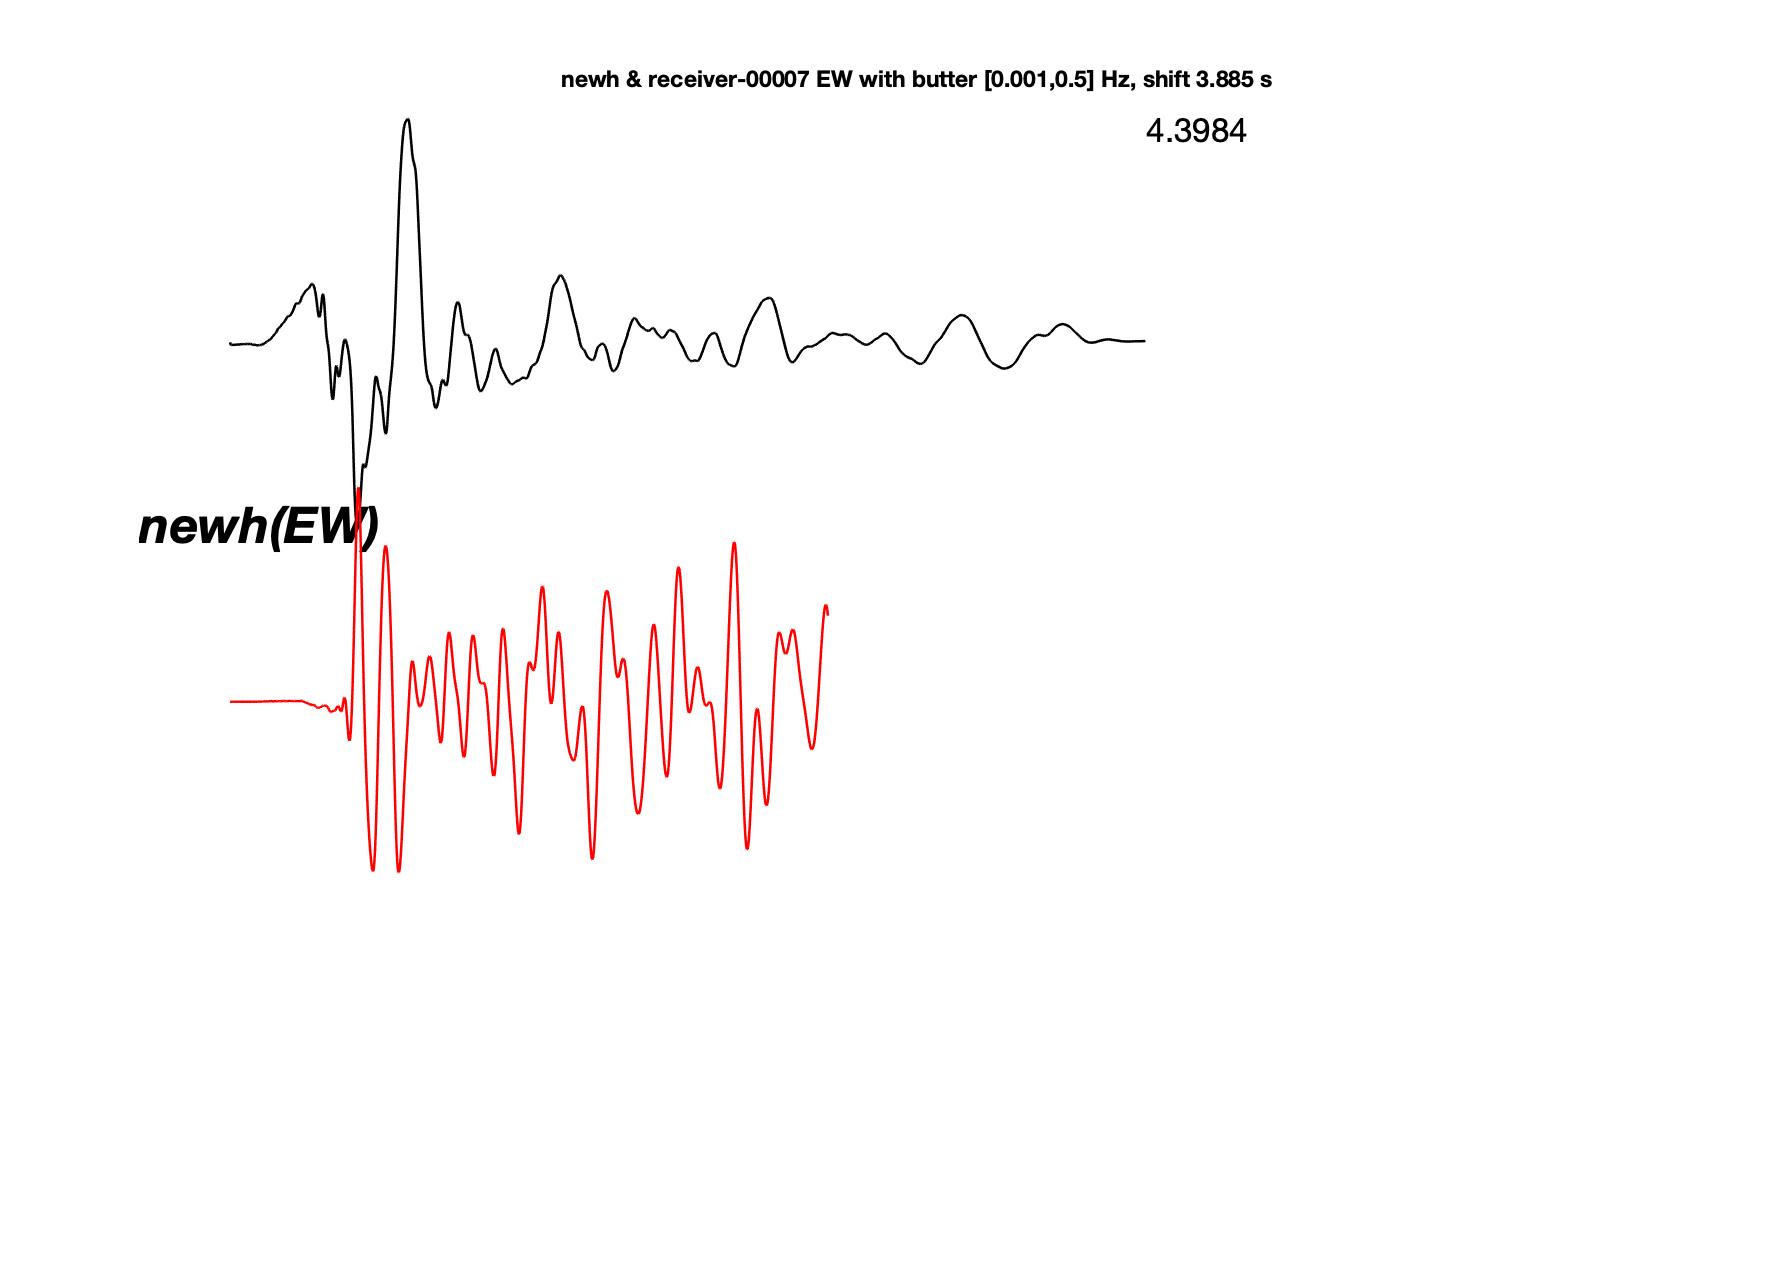 newh & receiver-00007 EW with butter [0.001,0.5] Hz, shift 3.885 s
4.3984
newh(EW)